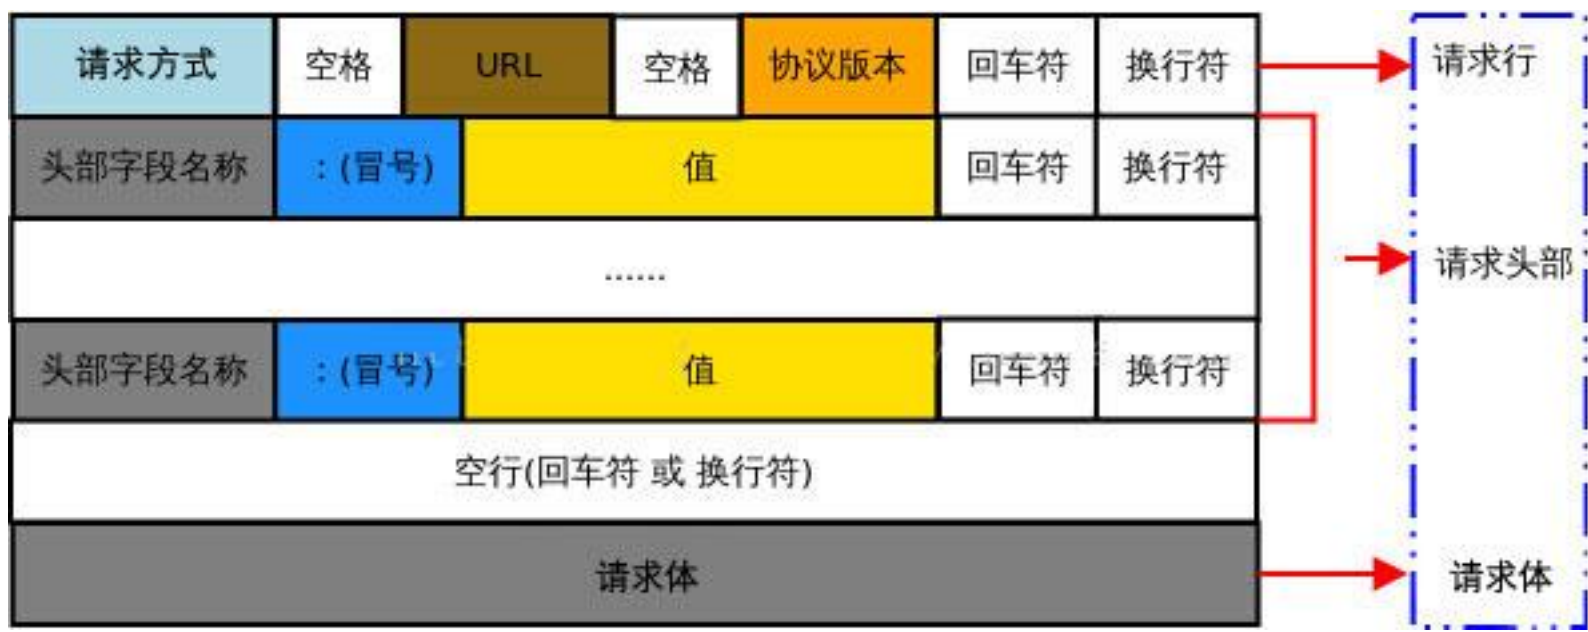 请求方式 空格 URL 空格 协议版本 回车符 换行符 请求行
头部字段名称 :(冒号) 值 回车符 换行符
...... 请求头部
头部字段名称 :(冒号) 值 回车符 换行符
空行(回车符 或 换行符)
请求体 请求体